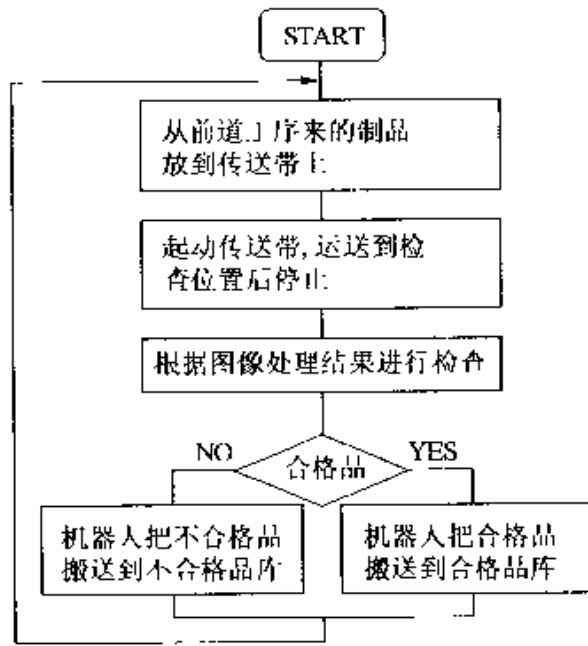 START
从前道工序来的制品
放到传送带上
起动传送带,运送到检
查位置后停止
根据图像处理结果进行检查
NO
合格品
YES
机器人把不合格品
搬送到不合格品库
机器人把合格品
搬送到合格品库